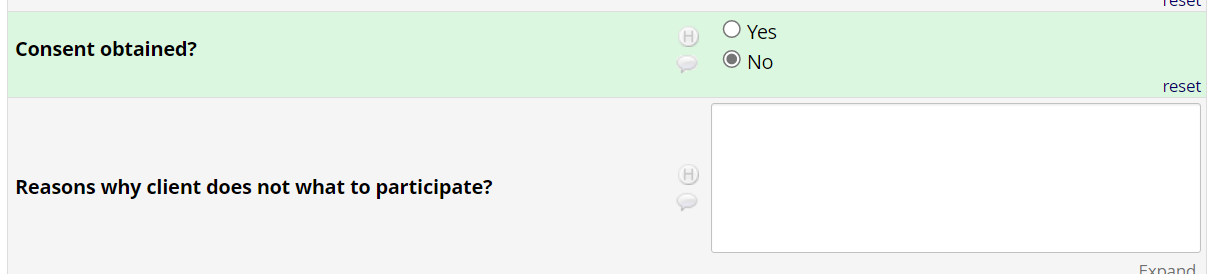 reset
Consent obtained?
H
Yes
No
reset
Reasons why client does not what to participate?
H
Expand